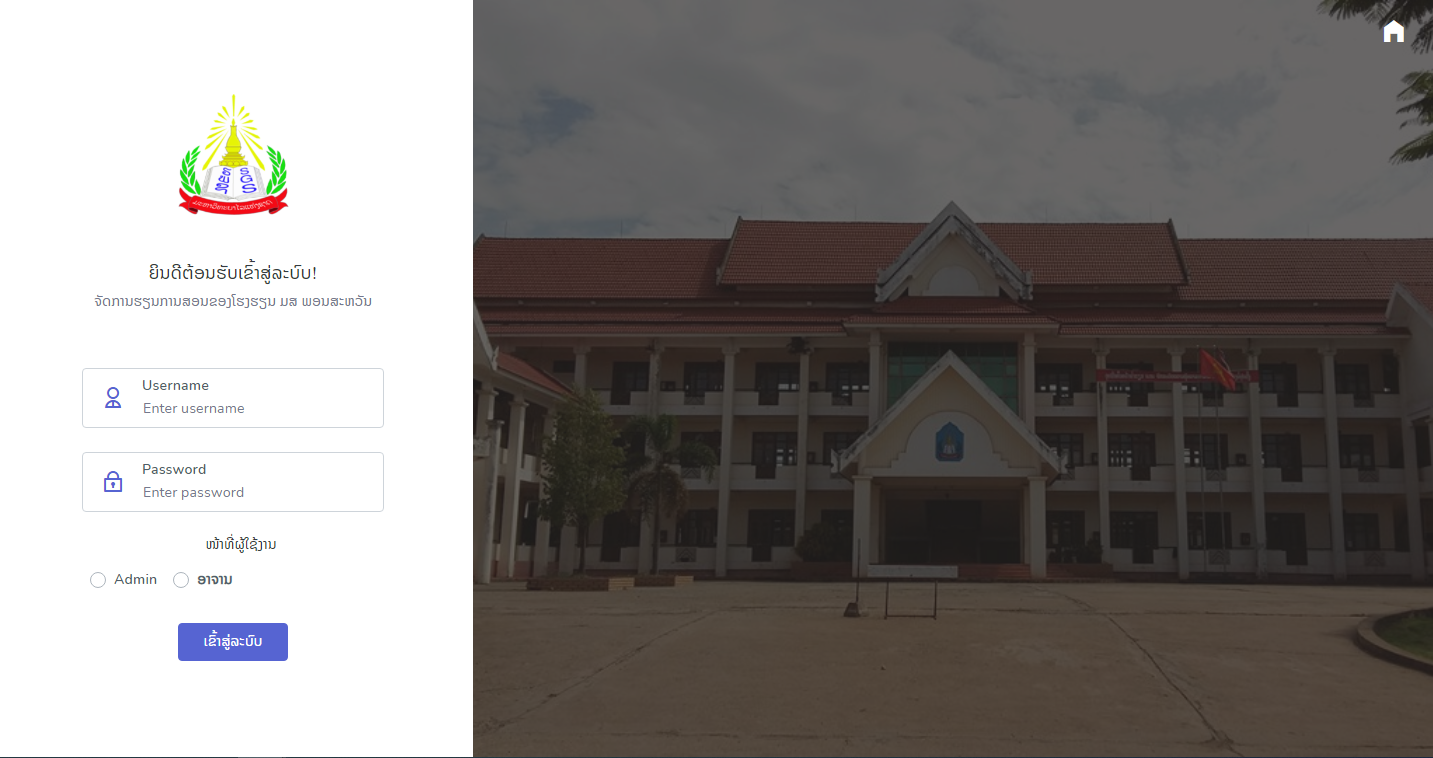 ຍິນດີຕ້ອນຮັບເຂົ້າສູ່ລະບົບ!
ຈັດການຮຽນການສອນຂອງໂຮງຮຽນ ມສ ພອນສະຫວັນ
Username
Enter username
Password
Enter password
ໜ້າທີ່ຜູ້ໃຊ້ງານ
Admin ອາຈານ
ເຂົ້າສູ່ລະບົບ